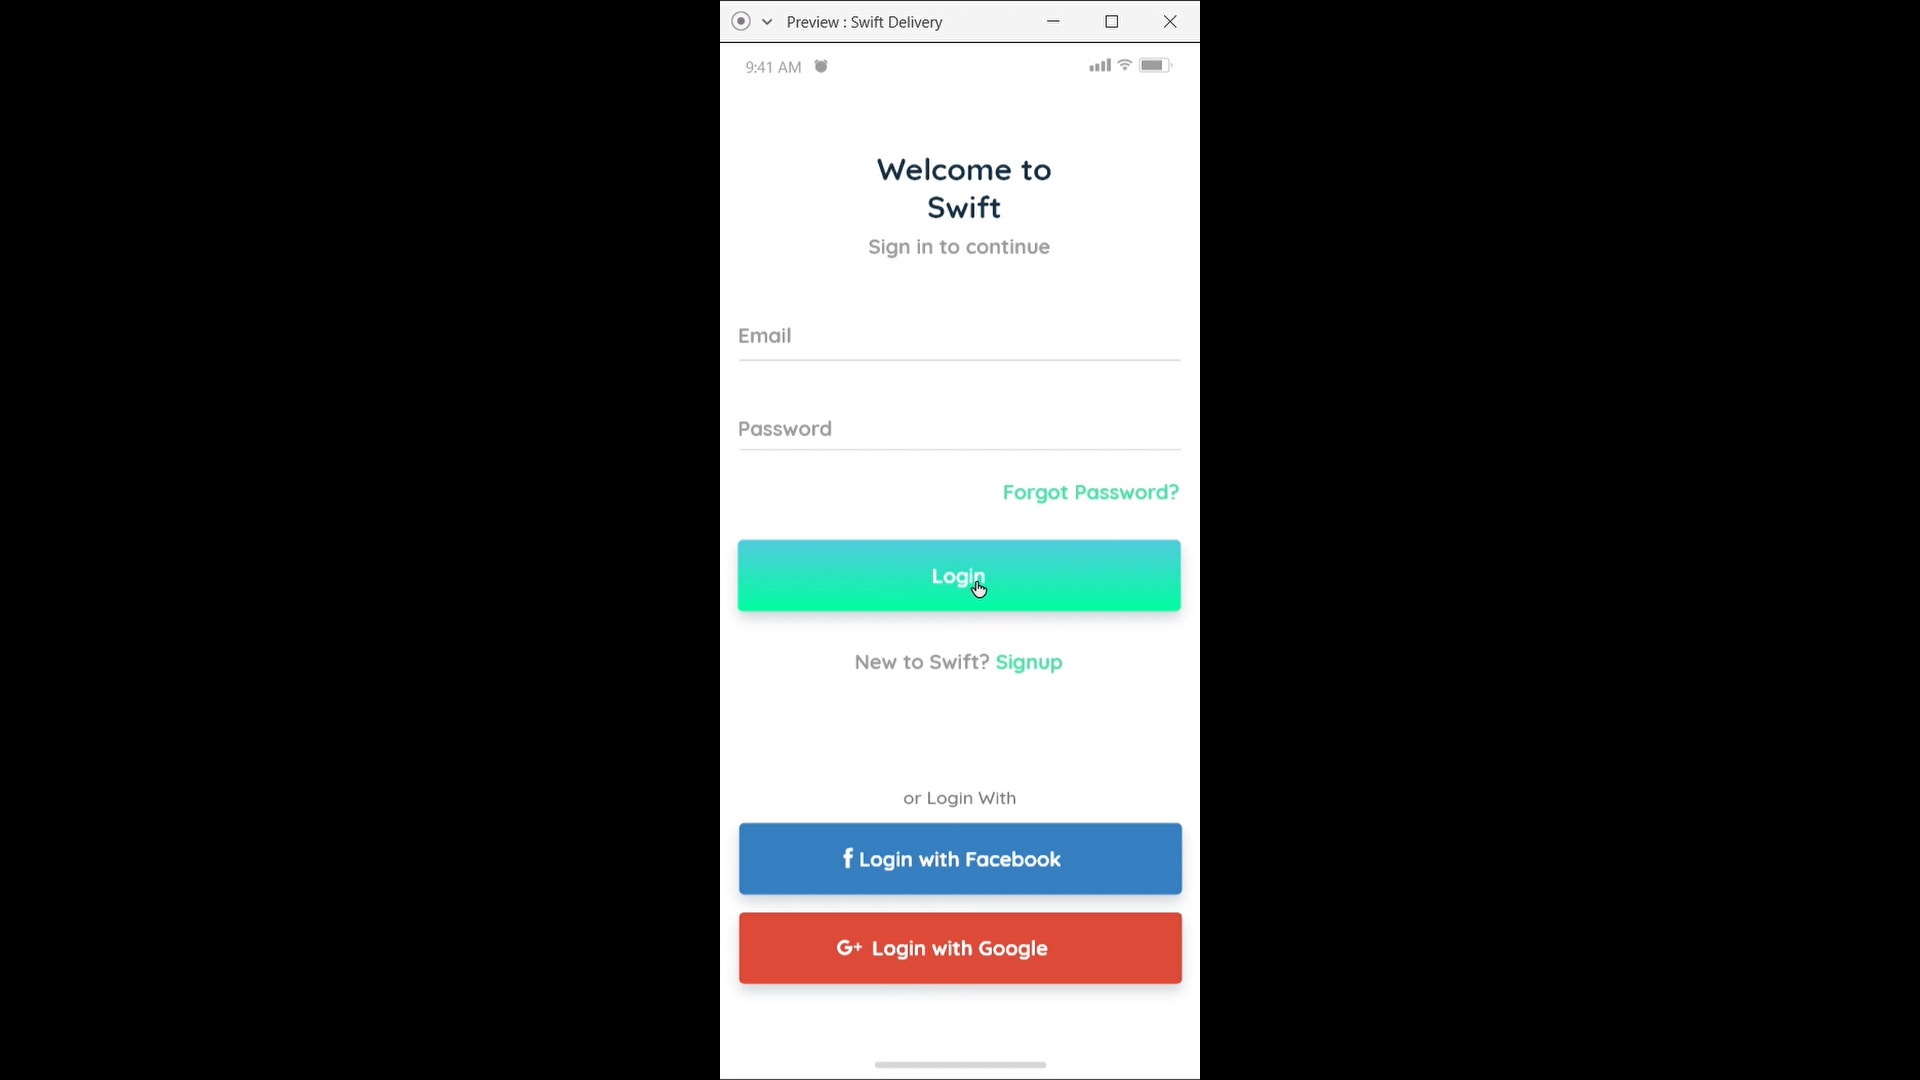 Preview : Swift Delivery
9:41 AM
Welcome to
Swift
Sign in to continue
Email
Password
Forgot Password?
Login
New to Swift? Signup
or Login With
f Login with Facebook
G+ Login with Google